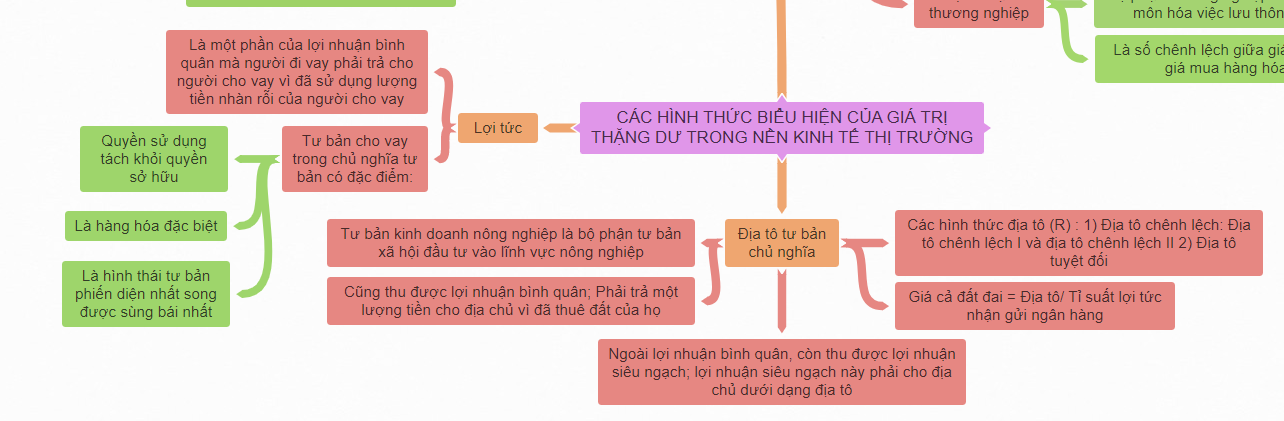 thương nghiệp
môn hóa việc lưu
Là số chênh lệch giữa
giá mua hàng hóa
Là một phần của lợi nhuận bình
quân mà người đi vay phải trả cho
người cho vay vì đã sử dụng lượng
tiền nhàn rỗi của người cho vay
Lợi tức
CÁC HÌNH THỨC BIỂU HIỆN CỦA GIÁ TRỊ
THẶNG DƯ TRONG NỀN KINH TẾ THỊ TRƯỜNG
Quyền sử dụng
tách khỏi quyền
sở hữu
Tư bản cho vay
trong chủ nghĩa tư
bản có đặc điểm:
Là hàng hóa đặc biệt
Là hình thái tư bản
phiến diện nhất song
được sùng bái nhất
Tư bản kinh doanh nông nghiệp là bộ phận tư bản
xã hội đầu tư vào lĩnh vực nông nghiệp
Cũng thu được lợi nhuận bình quân; Phải trả một
lượng tiền cho địa chủ vì đã thuê đất của họ
Địa tô tư bản
chủ nghĩa
Các hình thức địa tô (R) : 1) Địa tô chênh lệch: Địa
tô chênh lệch I và địa tô chênh lệch II 2) Địa tô
tuyệt đối
Giá cả đất đai = Địa tô/ Tỉ suất lợi tức
nhận gửi ngân hàng
Ngoài lợi nhuận bình quân, còn thu được lợi nhuận
siêu ngạch; lợi nhuận siêu ngạch này phải cho địa
chủ dưới dạng địa tô